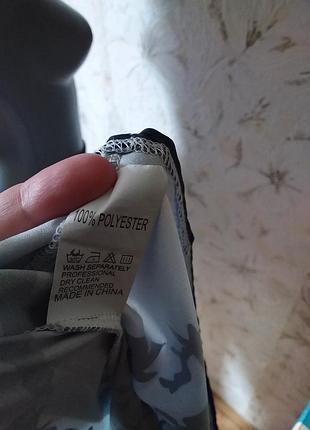 100% POLYESTER
WASH SEPARATELY
PROFESSIONAL
DRY CLEAN
RECOMMENDED
MADE IN CHINA